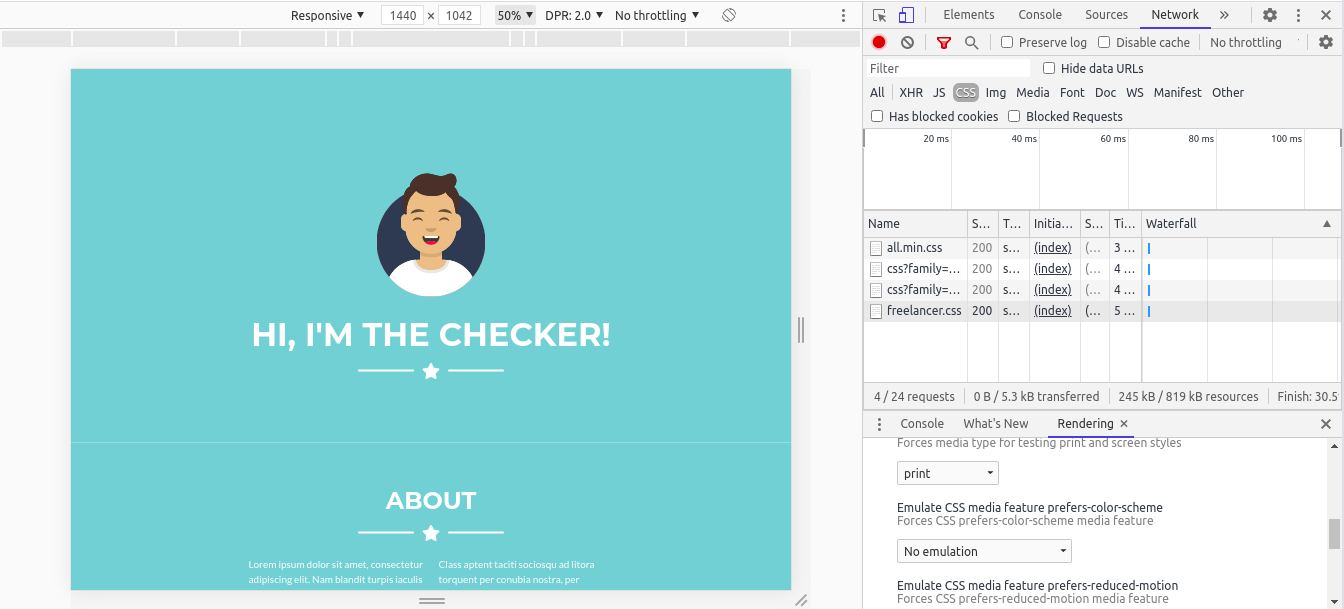 Responsive ▼ 1440 × 1042 50% ▼ DPR: 2.0 ▼ No throttling ▼
HI, I'M THE CHECKER!
ABOUT
Lorem ipsum dolor sit amet, consectetur
adipiscing elit. Nam blandit turpis iaculis
Class aptent taciti sociosqu ad litora
torquent per conubia nostra, per
Elements Console Sources Network »
Preserve log Disable cache No throttling
Filter Hide data URLs
All XHR JS CSS Img Media Font Doc WS Manifest Other
Has blocked cookies Blocked Requests
20 ms 40 ms 60 ms 80 ms 100 ms
Name S... T... Initia... S... Ti... Waterfall
all.min.css 200 s... (index) (... 3 ...
css?family=... 200 s... (index) (... 4 ...
css?family=... 200 s... (index) (... 4 ...
freelancer.css 200 s... (index) (... 5 ...
4 / 24 requests 0 B / 5.3 kB transferred 245 kB / 819 kB resources Finish: 30.5
Console What's New Rendering ×
Forces media type for testing print and screen styles
print
Emulate CSS media feature prefers-color-scheme
Forces CSS prefers-color-scheme media feature
No emulation
Emulate CSS media feature prefers-reduced-motion
Forces CSS prefers-reduced-motion media feature